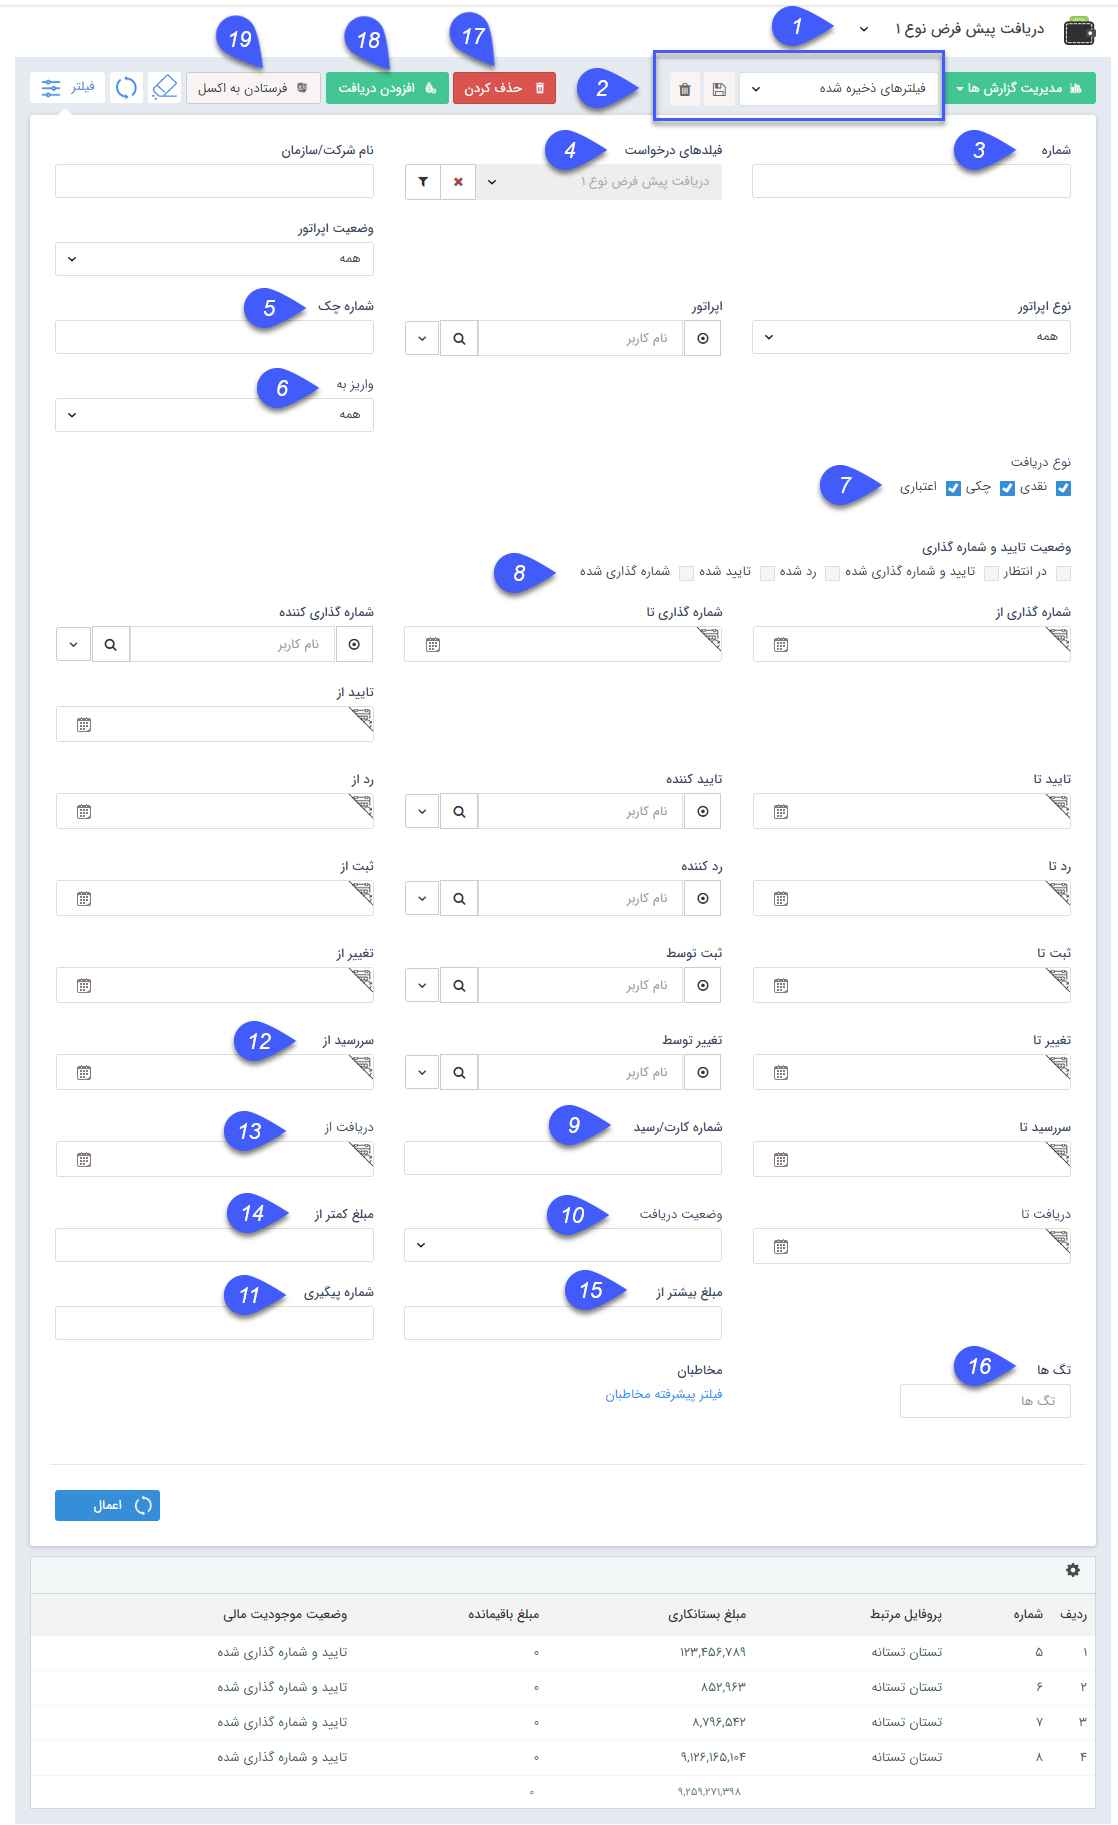 دریافت پیش فرض نوع ۱
1
مدیریت گزارش ها
فیلترهای ذخیره شده
2
17
حذف کردن
18
افزودن دریافت
19
فرستادن به اکسل
فیلتر
شماره
3
فیلدهای درخواست
4
نام شرکت/سازمان
دریافت پیش فرض نوع ۱
وضعیت اپراتور
همه
نوع اپراتور
اپراتور
شماره چک
5
همه
نام کاربر
واریز به
6
همه
نوع دریافت
نقدی
چکی
اعتباری
7
وضعیت تایید و شماره گذاری
در انتظار
تایید و شماره گذاری شده
رد شده
تایید شده
شماره گذاری شده
8
شماره گذاری از
شماره گذاری تا
شماره گذاری کننده
نام کاربر
تایید از
تایید تا
تایید کننده
رد از
نام کاربر
رد تا
رد کننده
ثبت از
نام کاربر
ثبت تا
ثبت توسط
تغییر از
نام کاربر
تغییر تا
تغییر توسط
سررسید از
12
نام کاربر
سررسید تا
شماره کارت/رسید
9
دریافت از
13
دریافت تا
وضعیت دریافت
10
مبلغ کمتر از
14
مبلغ بیشتر از
15
شماره پیگیری
11
تگ ها
16
مخاطبان
تگ ها
فیلتر پیشرفته مخاطبان
اعمال
ردیف شماره پروفایل مرتبط مبلغ بستانکاری مبلغ باقیمانده وضعیت موجودیت مالی
۱ ۵ تستان تستانه ۱۲۳,۴۵۶,۷۸۹ ۰ تایید و شماره گذاری شده
۲ ۶ تستان تستانه ۸۵۲,۹۶۳ ۰ تایید و شماره گذاری شده
۳ ۷ تستان تستانه ۸,۷۹۶,۵۴۲ ۰ تایید و شماره گذاری شده
۴ ۸ تستان تستانه ۹,۱۲۶,۱۶۵,۱۰۴ ۰ تایید و شماره گذاری شده
۹,۲۵۹,۲۷۱,۳۹۸ ۰